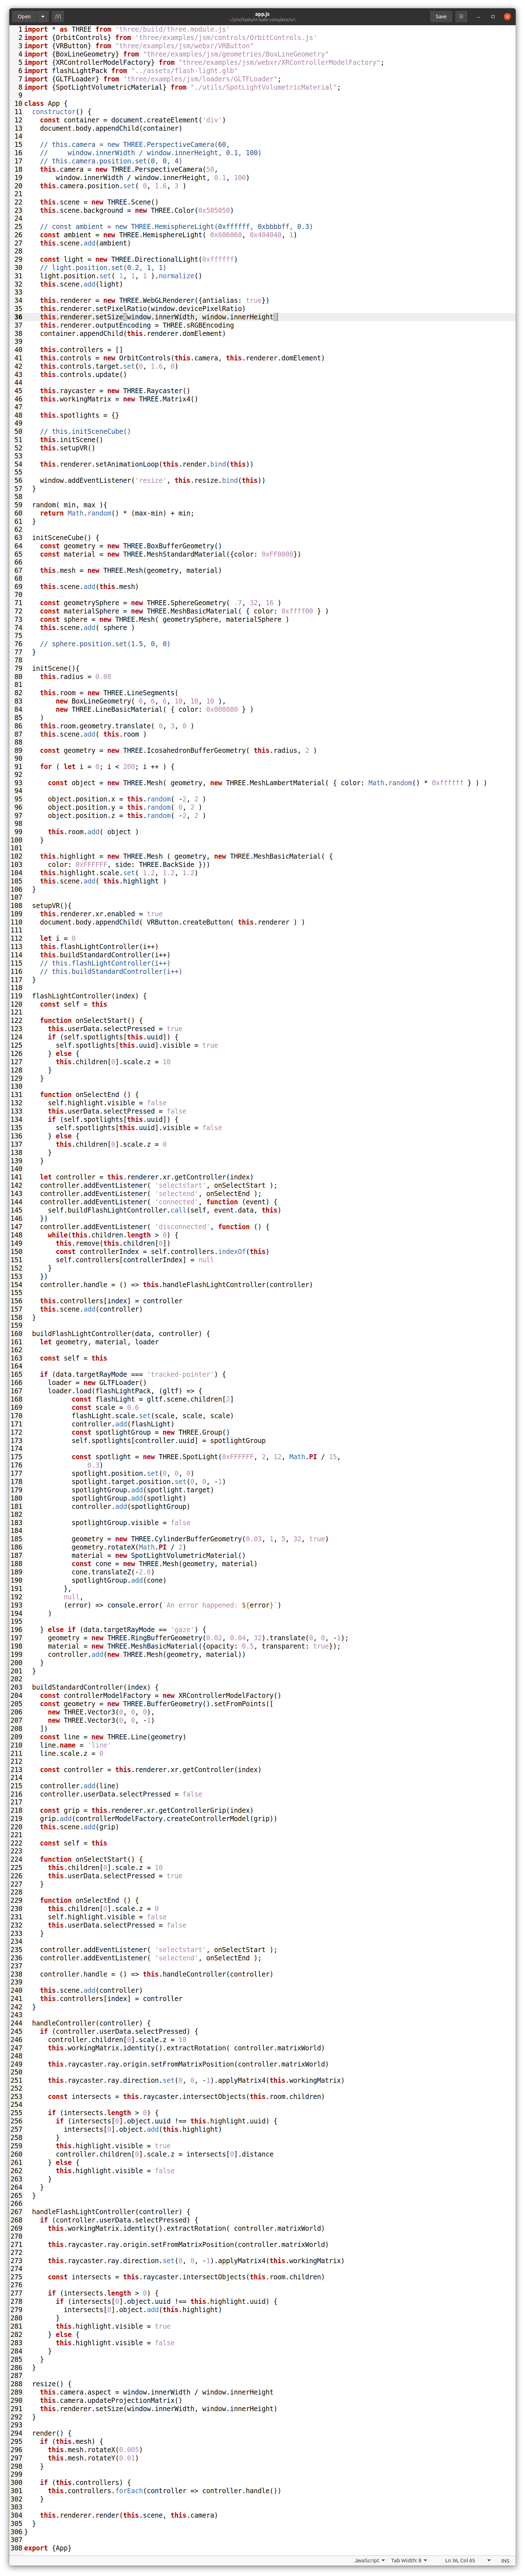 Open
app.js
Save
1 import * as THREE from 'three/build/three.module.js'
2 import {OrbitControls} from 'three/examples/jsm/controls/OrbitControls.js'
3 import {VRButton} from "three/examples/jsm/webxr/VRButton"
4 import {BoxLineGeometry} from "three/examples/jsm/geometries/BoxLineGeometry"
5 import {XRControllerModelFactory} from "three/examples/jsm/webxr/XRControllerModelFactory";
6 import flashLightPack from "../assets/flash-light.glb"
7 import {GLTFLoader} from "three/examples/jsm/loaders/GLTFLoader";
8 import {SpotLightVolumetricMaterial} from "./utils/SpotLightVolumetricMaterial";
9
10 class App {
11   constructor() {
12     const container = document.createElement('div')
13     document.body.appendChild(container)
14
15     // this.camera = new THREE.PerspectiveCamera(60,
16     //     window.innerWidth / window.innerHeight, 0.1, 100)
17     // this.camera.position.set(0, 0, 4)
18     this.camera = new THREE.PerspectiveCamera(50,
19         window.innerWidth / window.innerHeight, 0.1, 100)
20     this.camera.position.set( 0, 1.6, 3 )
21
22     this.scene = new THREE.Scene()
23     this.scene.background = new THREE.Color(0x505050)
24
25     // const ambient = new THREE.HemisphereLight(0xffffff, 0xbbbbff, 0.3)
26     const ambient = new THREE.HemisphereLight( 0x606060, 0x404040, 1)
27     this.scene.add(ambient)
28
29     const light = new THREE.DirectionalLight(0xffffff)
30     // light.position.set(0.2, 1, 1)
31     light.position.set( 1, 1, 1 ).normalize()
32     this.scene.add(light)
33
34     this.renderer = new THREE.WebGLRenderer({antialias: true})
35     this.renderer.setPixelRatio(window.devicePixelRatio)
36     this.renderer.setSize(window.innerWidth, window.innerHeight)
37     this.renderer.outputEncoding = THREE.sRGBEncoding
38     container.appendChild(this.renderer.domElement)
39
40     this.controllers = []
41     this.controls = new OrbitControls(this.camera, this.renderer.domElement)
42     this.controls.target.set(0, 1.6, 0)
43     this.controls.update()
44
45     this.raycaster = new THREE.Raycaster()
46     this.workingMatrix = new THREE.Matrix4()
47
48     this.spotlights = {}
49
50     // this.initSceneCube()
51     this.initScene()
52     this.setupVR()
53
54     this.renderer.setAnimationLoop(this.render.bind(this))
55
56     window.addEventListener('resize', this.resize.bind(this))
57   }
58
59   random( min, max ){
60     return Math.random() * (max-min) + min;
61   }
62
63   initSceneCube() {
64     const geometry = new THREE.BoxBufferGeometry()
65     const material = new THREE.MeshStandardMaterial({color: 0xFF0000})
66
67     this.mesh = new THREE.Mesh(geometry, material)
68
69     this.scene.add(this.mesh)
70
71     const geometrySphere = new THREE.SphereGeometry( .7, 32, 16 )
72     const materialSphere = new THREE.MeshBasicMaterial( { color: 0xffff00 } )
73     const sphere = new THREE.Mesh( geometrySphere, materialSphere )
74     this.scene.add( sphere )
75
76     // sphere.position.set(1.5, 0, 0)
77   }
78
79   initScene(){
80     this.radius = 0.08
81
82     this.room = new THREE.LineSegments(
83         new BoxLineGeometry( 6, 6, 6, 10, 10, 10 ),
84         new THREE.LineBasicMaterial( { color: 0x808080 } )
85     )
86     this.room.geometry.translate( 0, 3, 0 )
87     this.scene.add( this.room )
88
89     const geometry = new THREE.IcosahedronBufferGeometry( this.radius, 2 )
90
91     for ( let i = 0; i < 200; i ++ ) {
92
93       const object = new THREE.Mesh( geometry, new THREE.MeshLambertMaterial( { color: Math.random() * 0xffffff } ) )
94
95       object.position.x = this.random( -2, 2 )
96       object.position.y = this.random( 0, 2 )
97       object.position.z = this.random( -2, 2 )
98
99       this.room.add( object )
100     }
101
102     this.highlight = new THREE.Mesh ( geometry, new THREE.MeshBasicMaterial( {
103       color: 0xFFFFFF, side: THREE.BackSide }))
104     this.highlight.scale.set( 1.2, 1.2, 1.2)
105     this.scene.add( this.highlight )
106   }
107
108   setupVR(){
109     this.renderer.xr.enabled = true
110     document.body.appendChild( VRButton.createButton( this.renderer ) )
111
112     let i = 0
113     this.flashLightController(i++)
114     this.buildStandardController(i++)
115     // this.flashLightController(i++)
116     // this.buildStandardController(i++)
117   }
118
119   flashLightController(index) {
120     const self = this
121
122     function onSelectStart() {
123       this.userData.selectPressed = true
124       if (self.spotlights[this.uuid]) {
125         self.spotlights[this.uuid].visible = true
126       } else {
127         this.children[0].scale.z = 10
128       }
129     }
130
131     function onSelectEnd () {
132       self.highlight.visible = false
133       this.userData.selectPressed = false
134       if (self.spotlights[this.uuid]) {
135         self.spotlights[this.uuid].visible = false
136       } else {
137         this.children[0].scale.z = 0
138       }
139     }
140
141     let controller = this.renderer.xr.getController(index)
142     controller.addEventListener( 'selectstart', onSelectStart );
143     controller.addEventListener( 'selectend', onSelectEnd );
144     controller.addEventListener( 'connected', function (event) {
145       self.buildFlashLightController.call(self, event.data, this)
146     })
147     controller.addEventListener( 'disconnected', function () {
148       while(this.children.length > 0) {
149         this.remove(this.children[0])
150         const controllerIndex = self.controllers.indexOf(this)
151         self.controllers[controllerIndex] = null
152       }
153     })
154     controller.handle = () => this.handleFlashLightController(controller)
155
156     this.controllers[index] = controller
157     this.scene.add(controller)
158   }
159
160   buildFlashLightController(data, controller) {
161     let geometry, material, loader
162
163     const self = this
164
165     if (data.targetRayMode === 'tracked-pointer') {
166       loader = new GLTFLoader()
167       loader.load(flashLightPack, (gltf) => {
168             const flashLight = gltf.scene.children[2]
169             const scale = 0.6
170             flashLight.scale.set(scale, scale, scale)
171             controller.add(flashLight)
172             const spotlightGroup = new THREE.Group()
173             self.spotlights[controller.uuid] = spotlightGroup
174
175             const spotlight = new THREE.SpotLight(0xFFFFFF, 2, 12, Math.PI / 15,
176                 0.3)
177             spotlight.position.set(0, 0, 0)
178             spotlight.target.position.set(0, 0, -1)
179             spotlightGroup.add(spotlight.target)
180             spotlightGroup.add(spotlight)
181             controller.add(spotlightGroup)
182
183             spotlightGroup.visible = false
184
185             geometry = new THREE.CylinderBufferGeometry(0.03, 1, 5, 32, true)
186             geometry.rotateX(Math.PI / 2)
187             material = new SpotLightVolumetricMaterial()
188             const cone = new THREE.Mesh(geometry, material)
189             cone.translateZ(-2.6)
190             spotlightGroup.add(cone)
191           },
192           null,
193           (error) => console.error(`An error happened: ${error}`)
194       )
195
196     } else if (data.targetRayMode == 'gaze') {
197       geometry = new THREE.RingBufferGeometry(0.02, 0.04, 32).translate(0, 0, -1);
198       material = new THREE.MeshBasicMaterial({opacity: 0.5, transparent: true});
199       controller.add(new THREE.Mesh(geometry, material))
200     }
201   }
202
203   buildStandardController(index) {
204     const controllerModelFactory = new XRControllerModelFactory()
205     const geometry = new THREE.BufferGeometry().setFromPoints([
206       new THREE.Vector3(0, 0, 0),
207       new THREE.Vector3(0, 0, -1)
208     ])
209     const line = new THREE.Line(geometry)
210     line.name = 'line'
211     line.scale.z = 0
212
213     const controller = this.renderer.xr.getController(index)
214
215     controller.add(line)
216     controller.userData.selectPressed = false
217
218     const grip = this.renderer.xr.getControllerGrip(index)
219     grip.add(controllerModelFactory.createControllerModel(grip))
220     this.scene.add(grip)
221
222     const self = this
223
224     function onSelectStart() {
225       this.children[0].scale.z = 10
226       this.userData.selectPressed = true
227     }
228
229     function onSelectEnd () {
230       this.children[0].scale.z = 0
231       self.highlight.visible = false
232       this.userData.selectPressed = false
233     }
234
235     controller.addEventListener( 'selectstart', onSelectStart );
236     controller.addEventListener( 'selectend', onSelectEnd );
237
238     controller.handle = () => this.handleController(controller)
239
240     this.scene.add(controller)
241     this.controllers[index] = controller
242   }
243
244   handleController(controller) {
245     if (controller.userData.selectPressed) {
246       controller.children[0].scale.z = 10
247       this.workingMatrix.identity().extractRotation( controller.matrixWorld)
248
249       this.raycaster.ray.origin.setFromMatrixPosition(controller.matrixWorld)
250
251       this.raycaster.ray.direction.set(0, 0, -1).applyMatrix4(this.workingMatrix)
252
253       const intersects = this.raycaster.intersectObjects(this.room.children)
254
255       if (intersects.length > 0) {
256         if (intersects[0].object.uuid !== this.highlight.uuid) {
257           intersects[0].object.add(this.highlight)
258         }
259         this.highlight.visible = true
260         controller.children[0].scale.z = intersects[0].distance
261       } else {
262         this.highlight.visible = false
263       }
264     }
265   }
266
267   handleFlashLightController(controller) {
268     if (controller.userData.selectPressed) {
269       this.workingMatrix.identity().extractRotation( controller.matrixWorld)
270
271       this.raycaster.ray.origin.setFromMatrixPosition(controller.matrixWorld)
272
273       this.raycaster.ray.direction.set(0, 0, -1).applyMatrix4(this.workingMatrix)
274
275       const intersects = this.raycaster.intersectObjects(this.room.children)
276
277       if (intersects.length > 0) {
278         if (intersects[0].object.uuid !== this.highlight.uuid) {
279           intersects[0].object.add(this.highlight)
280         }
281         this.highlight.visible = true
282       } else {
283         this.highlight.visible = false
284       }
285     }
286   }
287
288   resize() {
289     this.camera.aspect = window.innerWidth / window.innerHeight
290     this.camera.updateProjectionMatrix()
291     this.renderer.setSize(window.innerWidth, window.innerHeight)
292   }
293
294   render() {
295     if (this.mesh) {
296       this.mesh.rotateX(0.005)
297       this.mesh.rotateY(0.01)
298     }
299
300     if (this.controllers) {
301       this.controllers.forEach(controller => controller.handle())
302     }
303
304     this.renderer.render(this.scene, this.camera)
305   }
306 }
307
308 export {App}
JavaScript Tab Width: 8 Ln 36, Col 65 INS